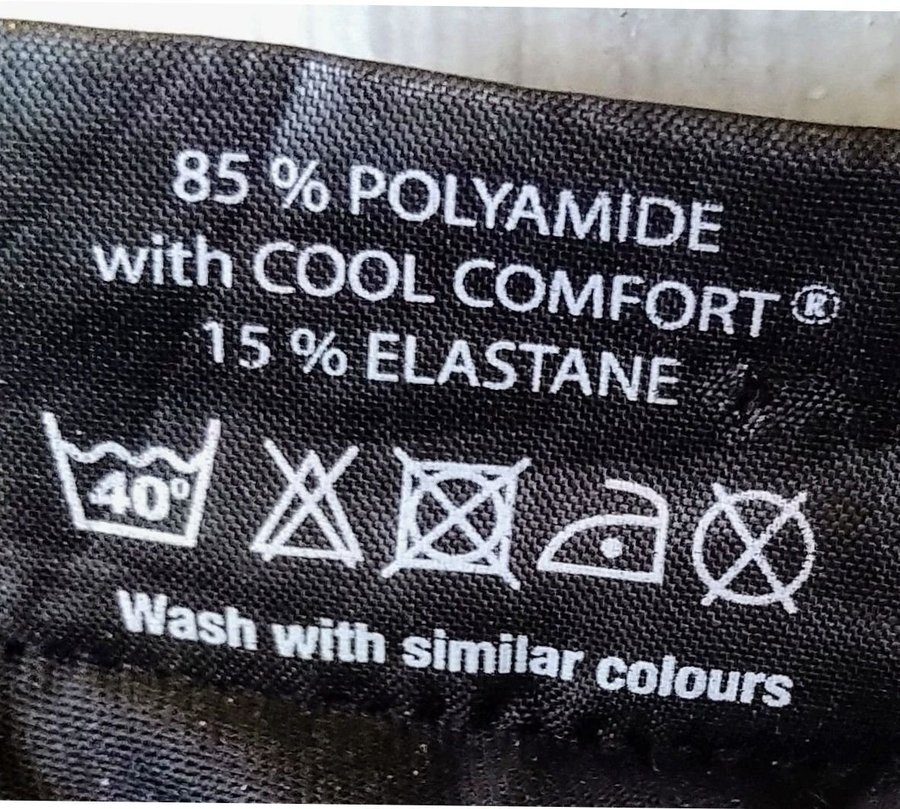 85 % POLYAMIDE
with COOL COMFORT ®
15 % ELASTANE
40°
Wash with similar colours